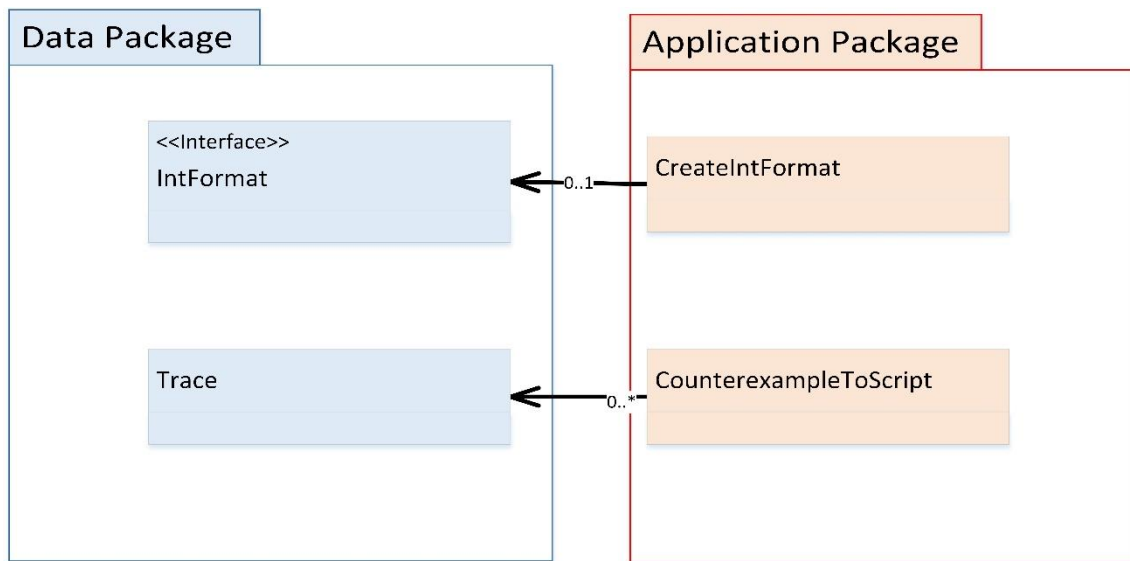 Data Package
Application Package
<<Interface>>
IntFormat
0..1
CreateIntFormat
Trace
0..*
CounterexampleToScript